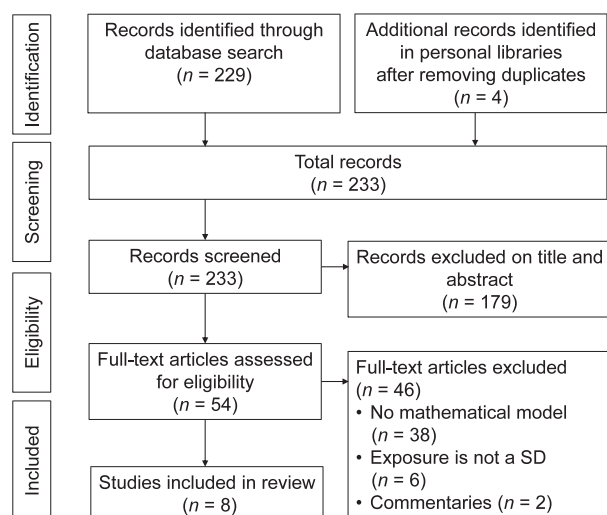 Identification
Records identified through
database search
(n = 229)
Additional records identified
in personal libraries
after removing duplicates
(n = 4)
Screening
Total records
(n = 233)
Records screened
(n = 233)
Records excluded on title and
abstract
(n = 179)
Eligibility
Full-text articles assessed
for eligibility
(n = 54)
Full-text articles excluded
(n = 46)
• No mathematical model
(n = 38)
• Exposure is not a SD
(n = 6)
• Commentaries (n = 2)
Included
Studies included in review
(n = 8)